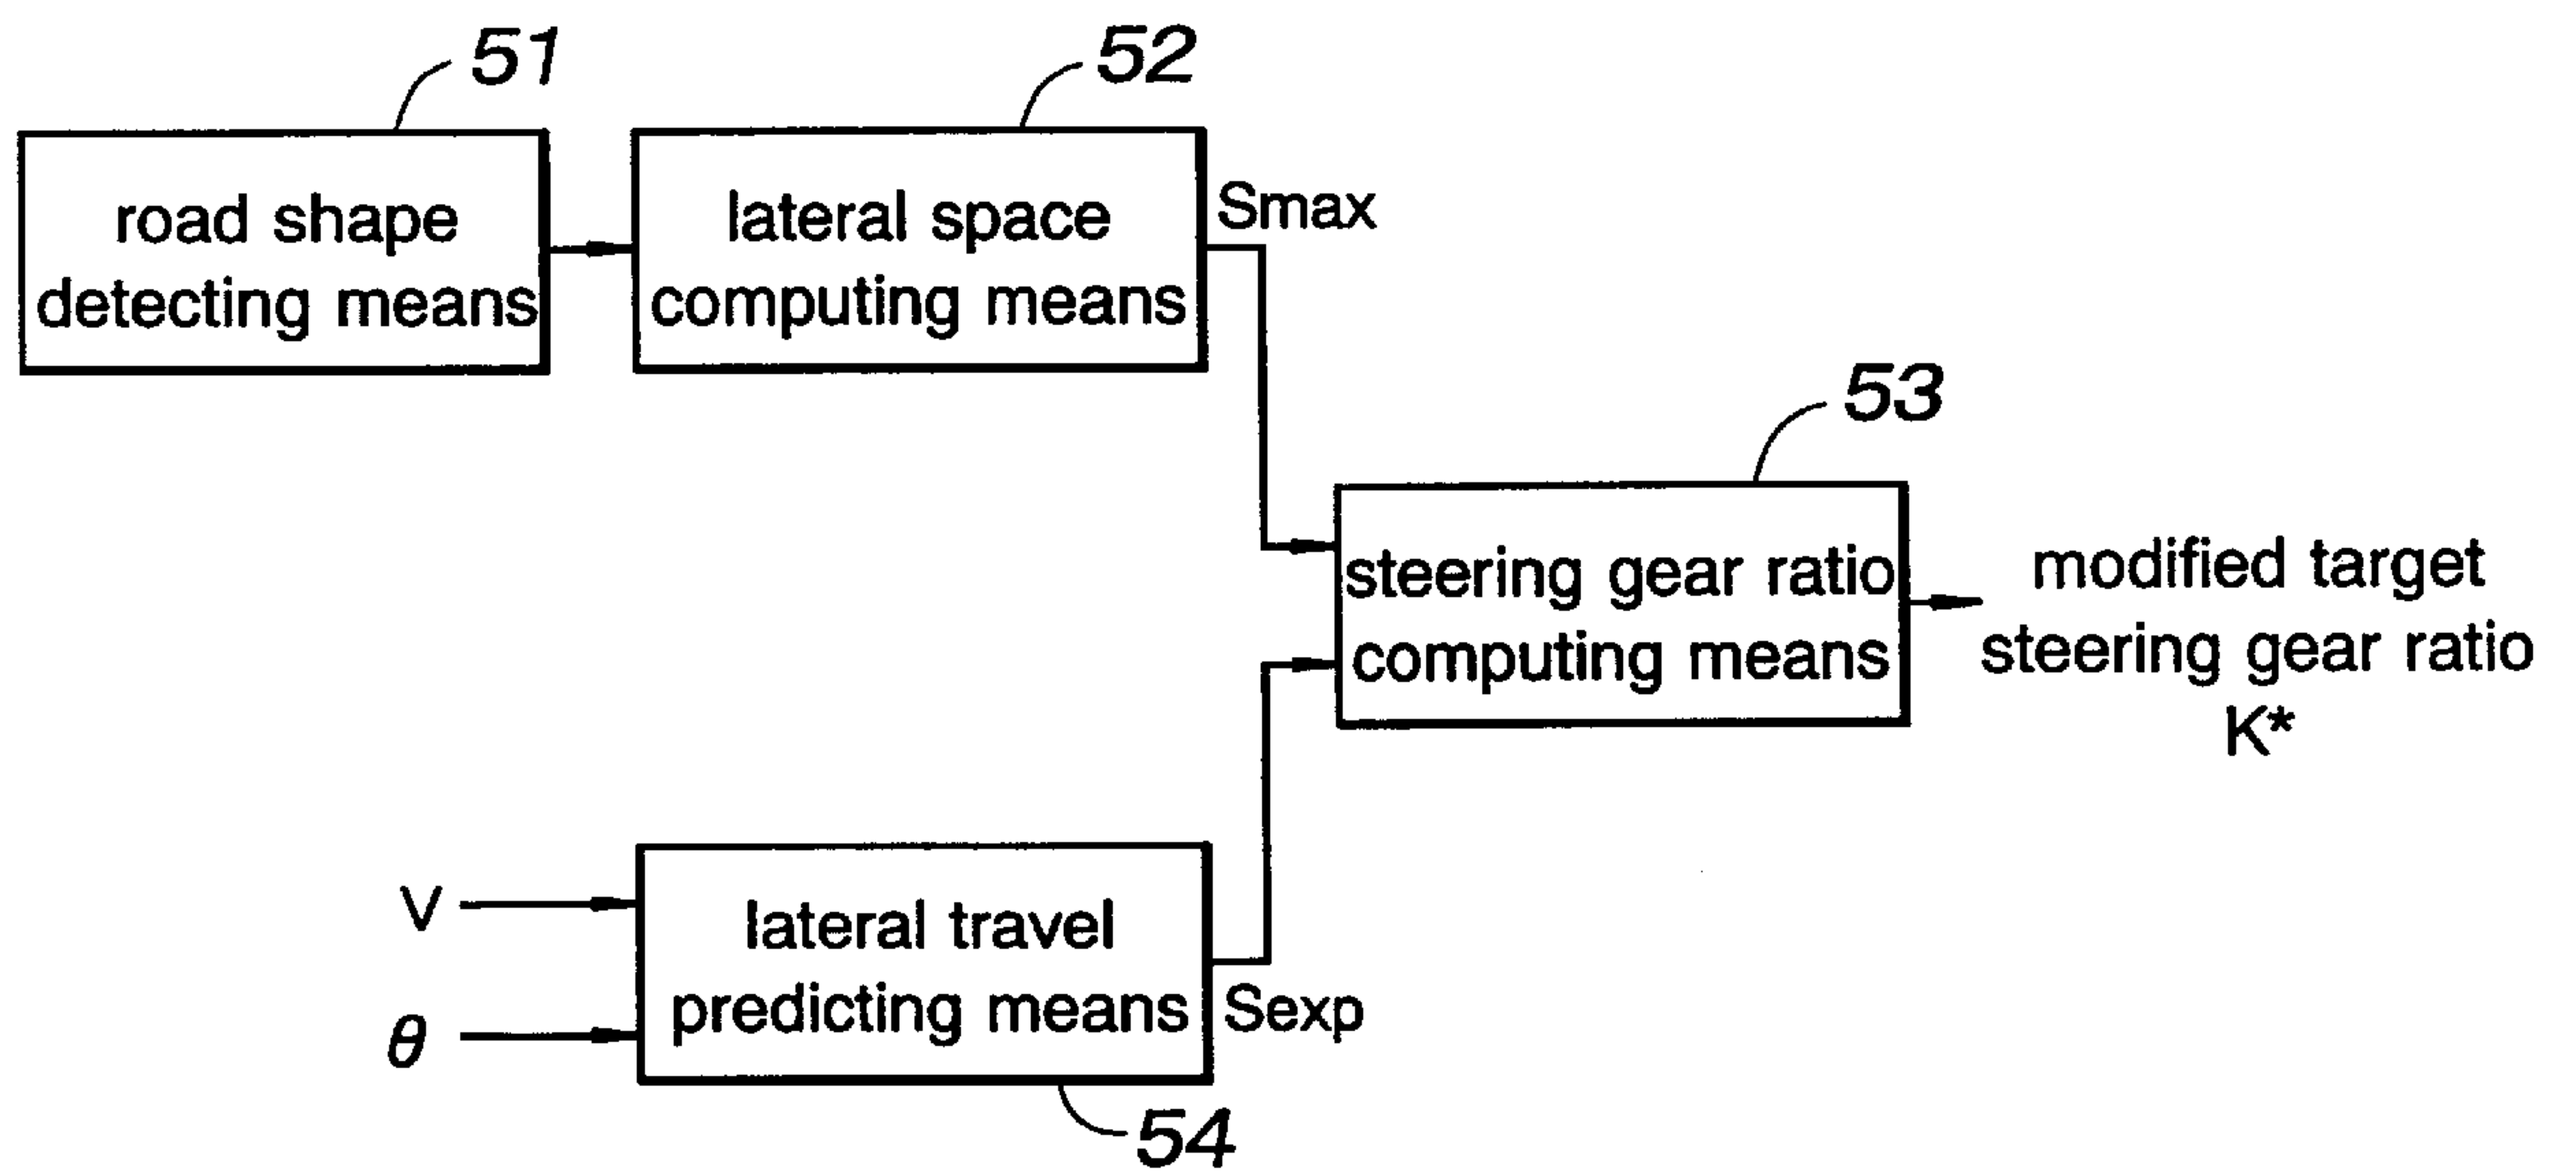 51
52
road shape
detecting means
lateral space
computing means
Smax
53
steering gear ratio
computing means
modified target
steering gear ratio
K*
V
θ
lateral travel
predicting means
Sexp
54